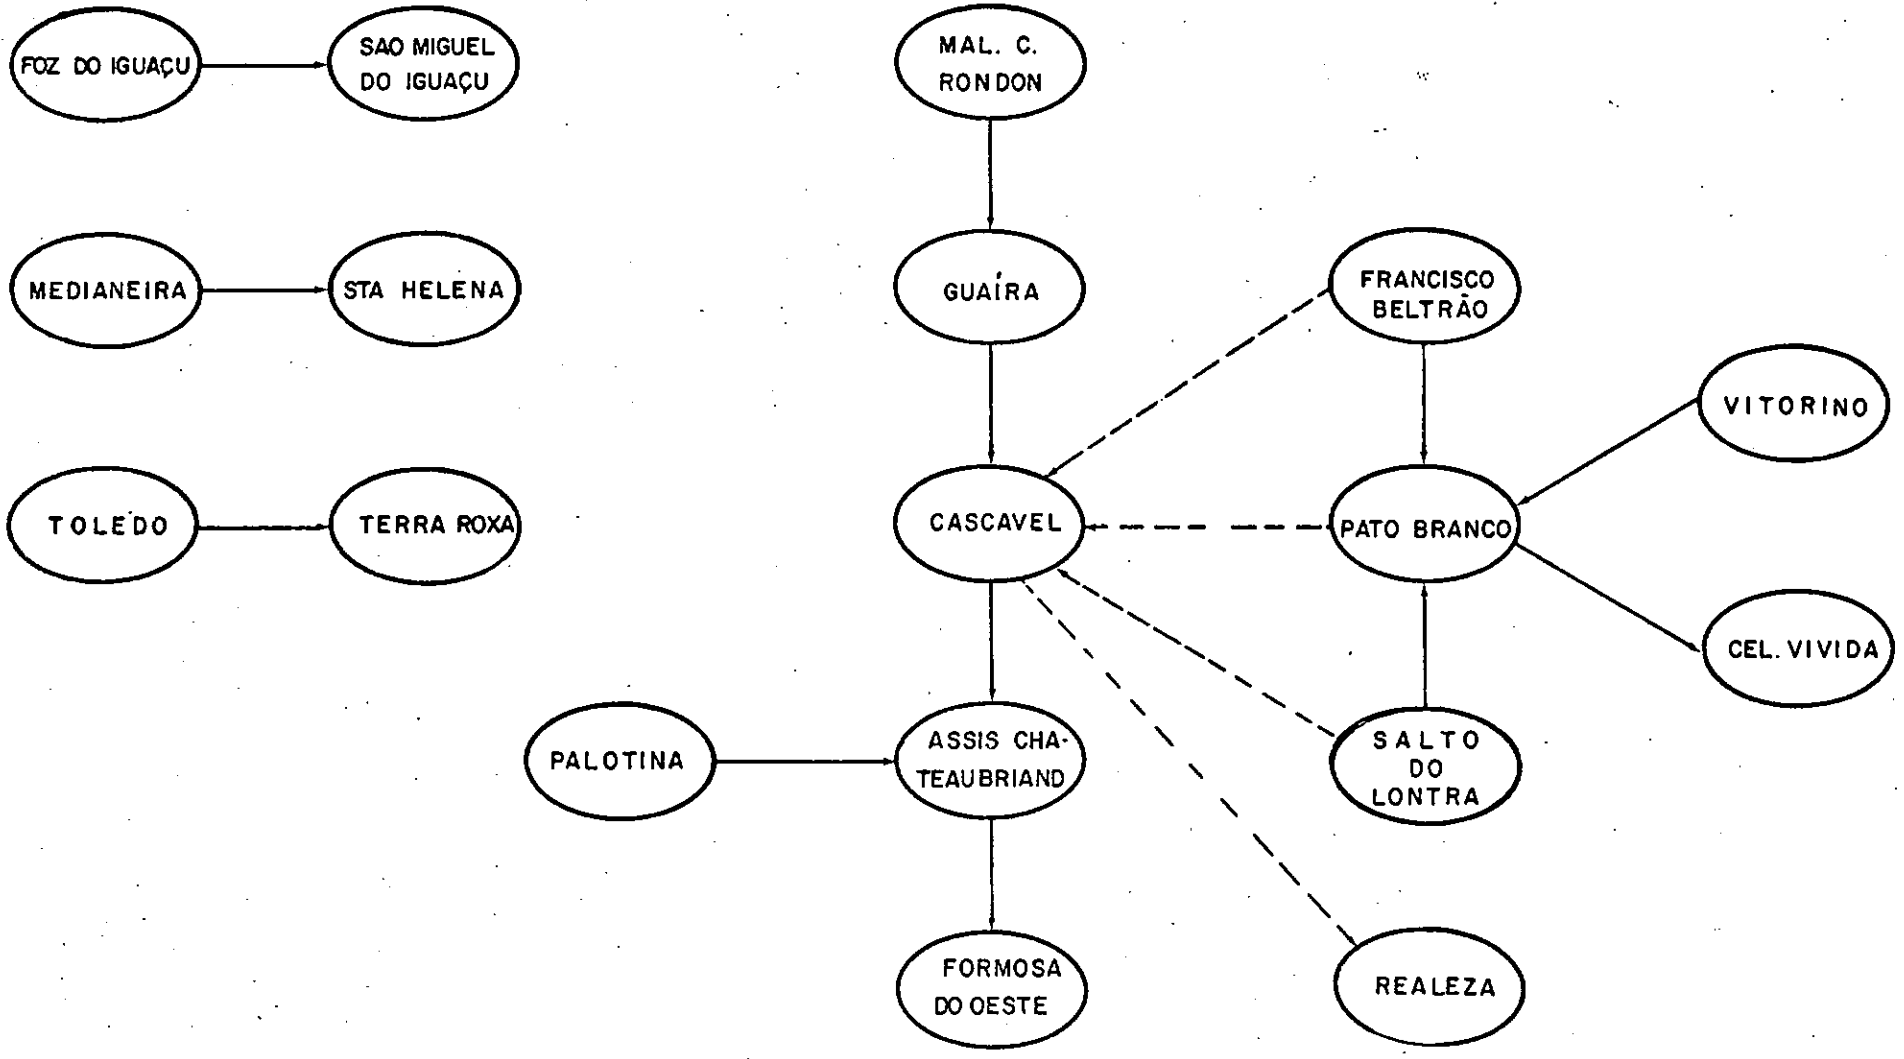 FOZ DO IGUAÇU
SAO MIGUEL
DO IGUAÇU
MAL. C.
RONDON
MEDIANEIRA
STA HELENA
GUAÍRA
FRANCISCO
BELTRÃO
VITORINO
TOLEDO
TERRA ROXA
CASCAVEL
PATO BRANCO
CEL. VIVIDA
PALOTINA
ASSIS CHA-
TEAUBRIAND
SALTO
DO
LONTRA
FORMOSA
DO OESTE
REALEZA